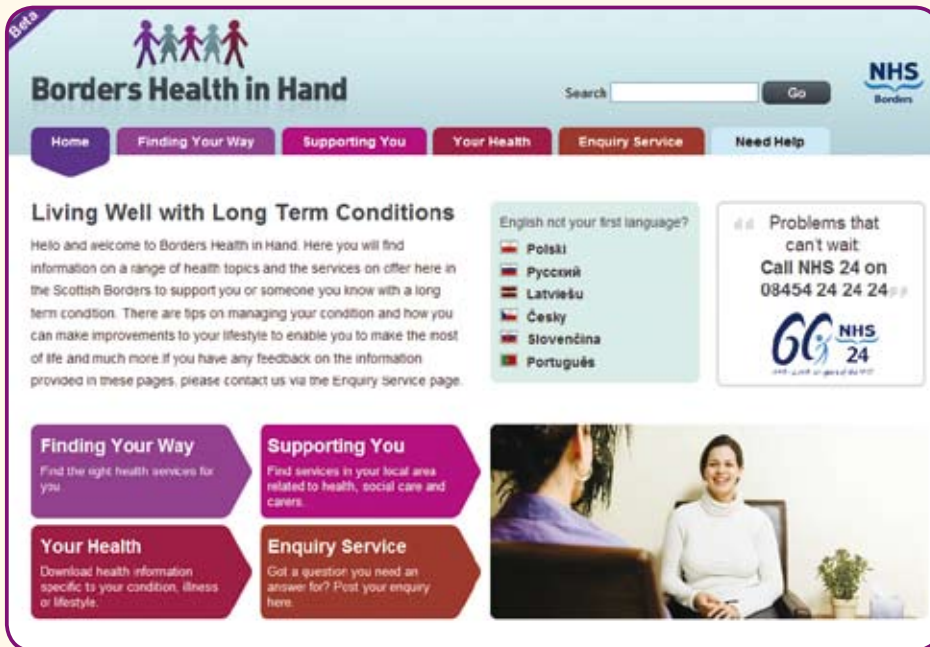 Beta
Borders Health in Hand
Search
Go
NHS
Borders
Home
Finding Your Way
Supporting You
Your Health
Enquiry Service
Need Help
Living Well with Long Term Conditions
Hello and welcome to Borders Health in Hand. Here you will find
information on a range of health topics and the services on offer here in
the Scottish Borders to support you or someone you know with a long
term condition. There are tips on managing your condition and how you
can make improvements to your lifestyle to enable you to make the most
of life and much more.If you have any feedback on the information
provided in these pages, please contact us via the Enquiry Service page.
English not your first language?
Polski
Русский
Latviešu
Česky
Slovenčina
Português
“ Problems that
can't wait
Call NHS 24 on
08454 24 24 24 ”
NHS
24
Finding Your Way
Find the right health services for
you
Supporting You
Find services in your local area
related to health, social care and
carers.
Your Health
Download health information
specific to your condition, illness
or lifestyle.
Enquiry Service
Got a question you need an
answer for? Post your enquiry
here.